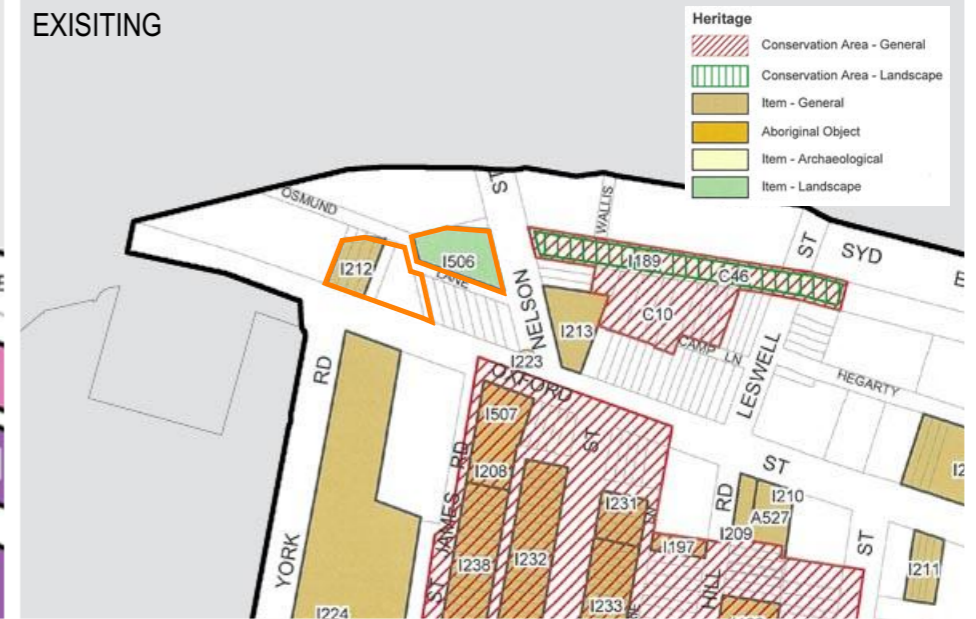 EXISITING
Heritage
Conservation Area - General
Conservation Area - Landscape
Item - General
Aboriginal Object
Item - Archaeological
Item - Landscape
OSMUND
ST
WALLIS
ST
SYD
I212
I506
LANE
I189
C46
NELSON
C10
I213
CAMP LN
I223
OXFORD
LESWELL
HEGARTY
RD
I507
ST
ST
RD
I208
I231
RD
I210
A527
I209
I197
ST
JAMES
I238
I232
I211
YORK
HILL
I233
ST
I224